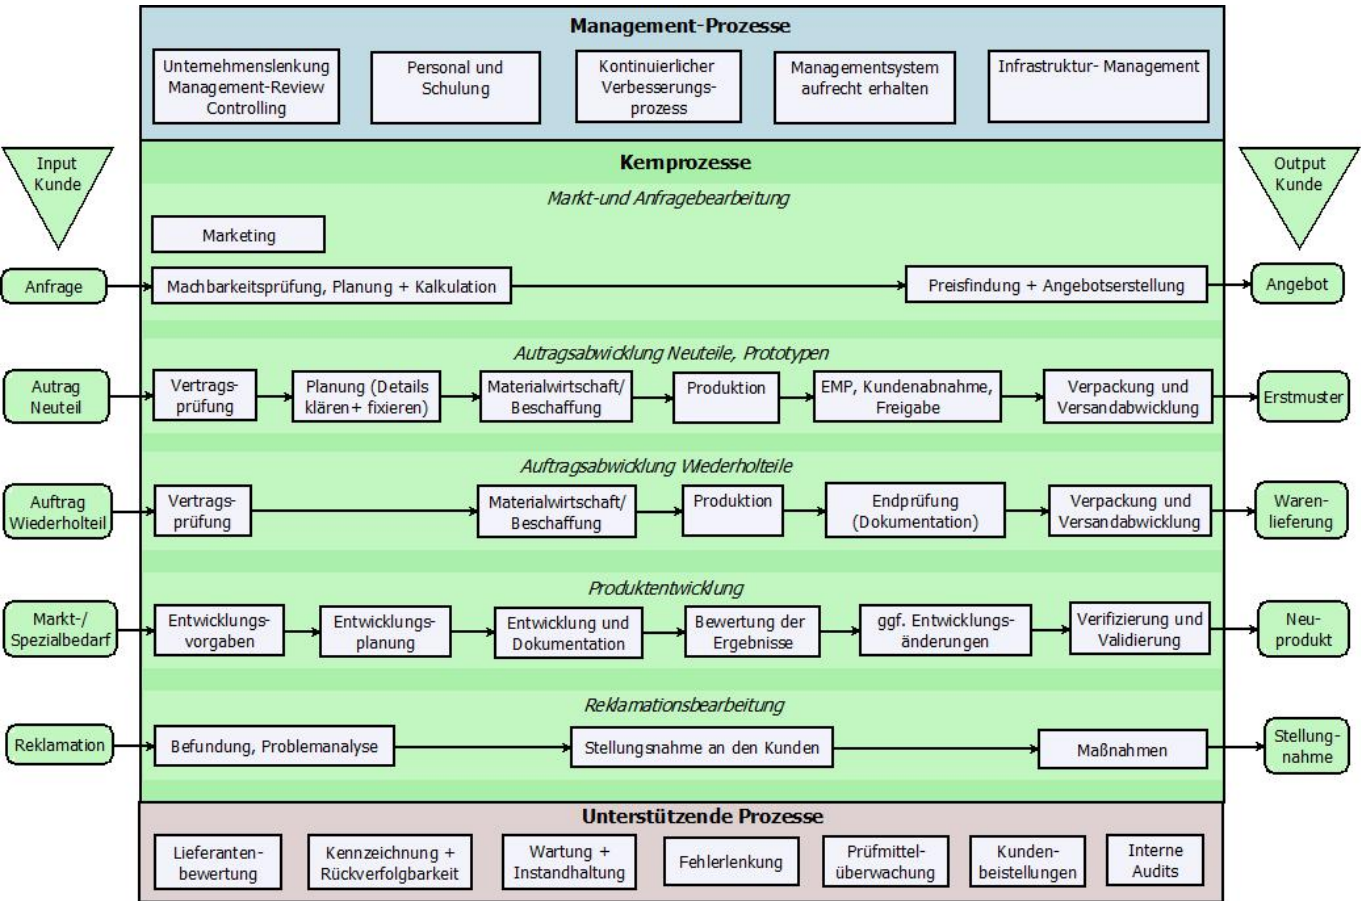 Management-Prozesse
Unternehmenslenkung
Management-Review
Controlling
Personal und
Schulung
Kontinuierlicher
Verbesserungs-
prozess
Managementsystem
aufrecht erhalten
Infrastruktur- Management
Input
Kunde
Kernprozesse
Output
Kunde
Markt-und Anfragebearbeitung
Marketing
Anfrage
Machbarkeitsprüfung, Planung + Kalkulation
Preisfindung + Angebotserstellung
Angebot
Autragsabwicklung Neuteile, Prototypen
Autrag
Neuteil
Vertrags-
prüfung
Planung (Details
klären+ fixieren)
Materialwirtschaft/
Beschaffung
Produktion
EMP, Kundenabnahme,
Freigabe
Verpackung und
Versandabwicklung
Erstmuster
Auftragsabwicklung Wiederholteile
Auftrag
Wiederholteil
Vertrags-
prüfung
Materialwirtschaft/
Beschaffung
Produktion
Endprüfung
(Dokumentation)
Verpackung und
Versandabwicklung
Waren-
lieferung
Produktentwicklung
Markt-/
Spezialbedarf
Entwicklungs-
vorgaben
Entwicklungs-
planung
Entwicklung und
Dokumentation
Bewertung der
Ergebnisse
ggf. Entwicklungs-
änderungen
Verifizierung und
Validierung
Neu-
produkt
Reklamationsbearbeitung
Reklamation
Befundung, Problemanalyse
Stellungsnahme an den Kunden
Maßnahmen
Stellung-
nahme
Unterstützende Prozesse
Lieferanten-
bewertung
Kennzeichnung +
Rückverfolgbarkeit
Wartung +
Instandhaltung
Fehlerlenkung
Prüfmittel-
überwachung
Kunden-
beistellungen
Interne
Audits